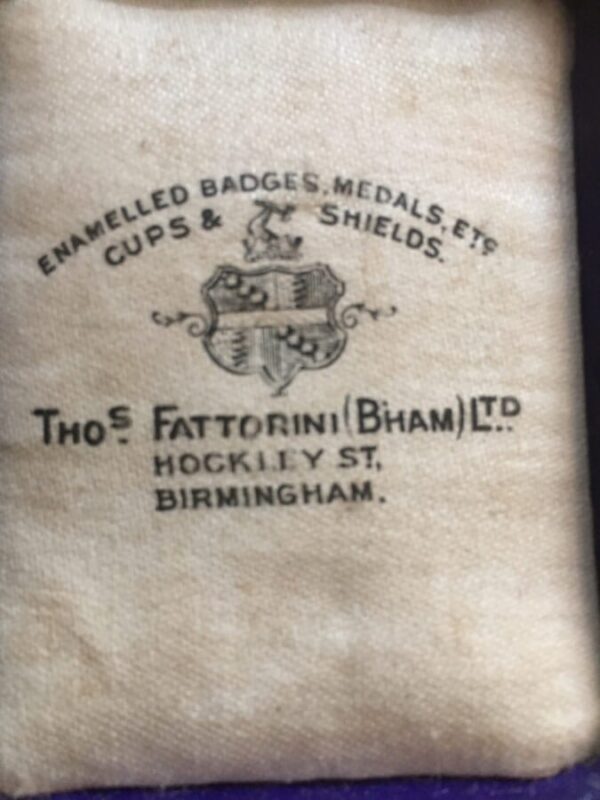 ENAMELLED BADGES, MEDALS, ETC
CUPS & SHIELDS.
THOS. FATTORINI (B'HAM) LTD.
HOCKLEY ST,
BIRMINGHAM.